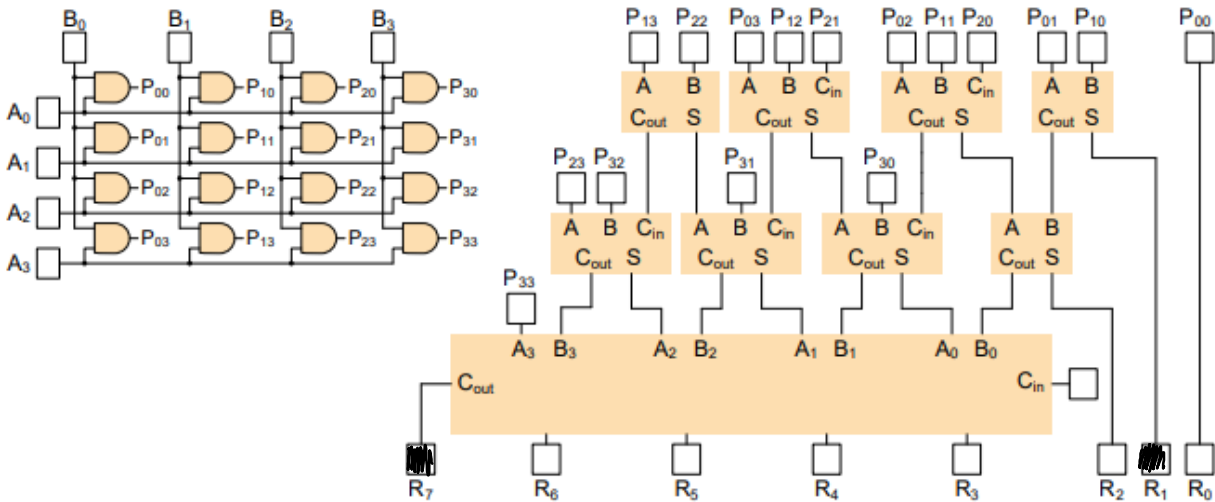 B0 B1 B2 B3
P13 P22 P03 P12 P21 P02 P11 P20 P01 P10 P00
A0 P00 P10 P20 P30
A B A B Cin A B Cin A B
Cout S Cout S Cout S Cout S
A1 P01 P11 P21 P31
A2 P02 P12 P22 P32
P23 P32 P31 P30
A3 P03 P13 P23 P33
A B Cin A B Cin A B Cin A B
Cout S Cout S Cout S Cout S
P33
A3 B3 A2 B2 A1 B1 A0 B0
Cout Cin
R7 R6 R5 R4 R3 R2 R1 R0